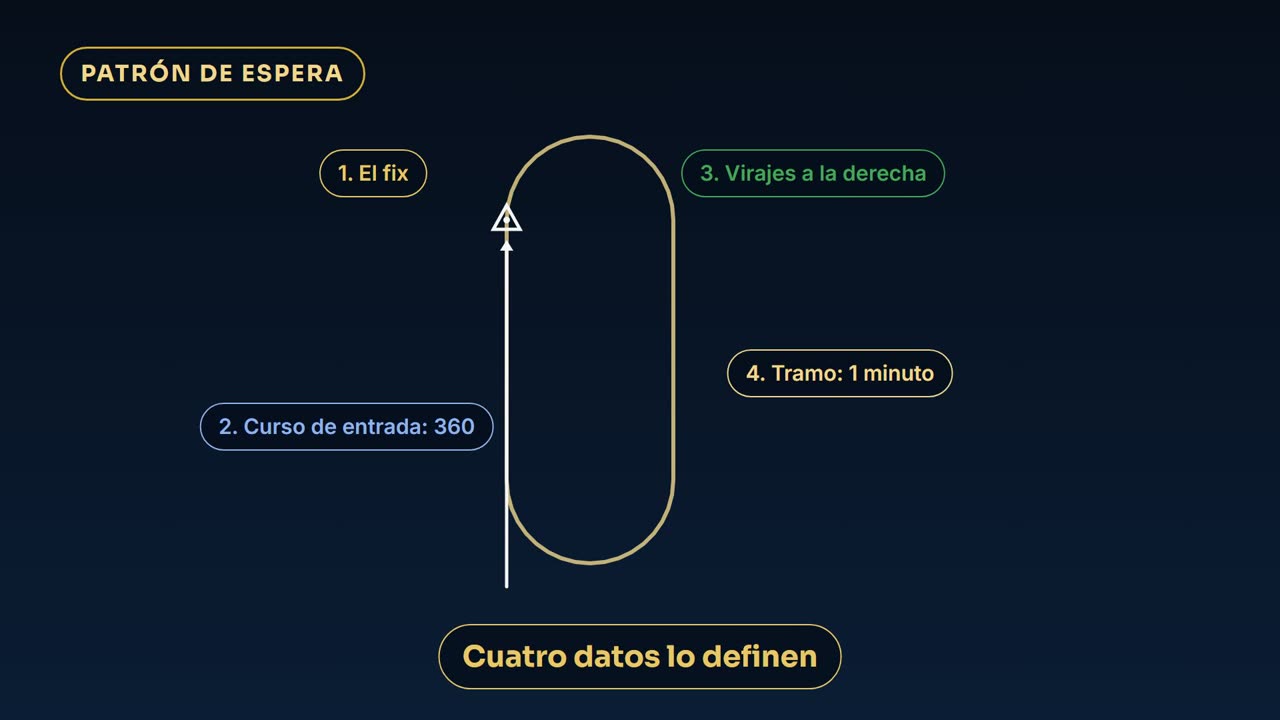 PATRÓN DE ESPERA
1. El fix
3. Virajes a la derecha
4. Tramo: 1 minuto
2. Curso de entrada: 360
Cuatro datos lo definen